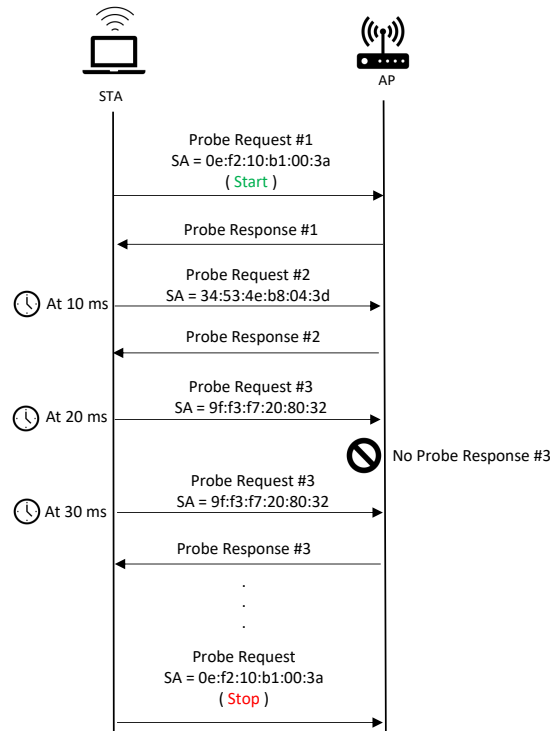 STA
AP
Probe Request #1
SA = 0e:f2:10:b1:00:3a
( Start )
Probe Response #1
Probe Request #2
At 10 ms
SA = 34:53:4e:b8:04:3d
Probe Response #2
Probe Request #3
At 20 ms
SA = 9f:f3:f7:20:80:32
No Probe Response #3
Probe Request #3
At 30 ms
SA = 9f:f3:f7:20:80:32
Probe Response #3
.
.
.
Probe Request
SA = 0e:f2:10:b1:00:3a
( Stop )